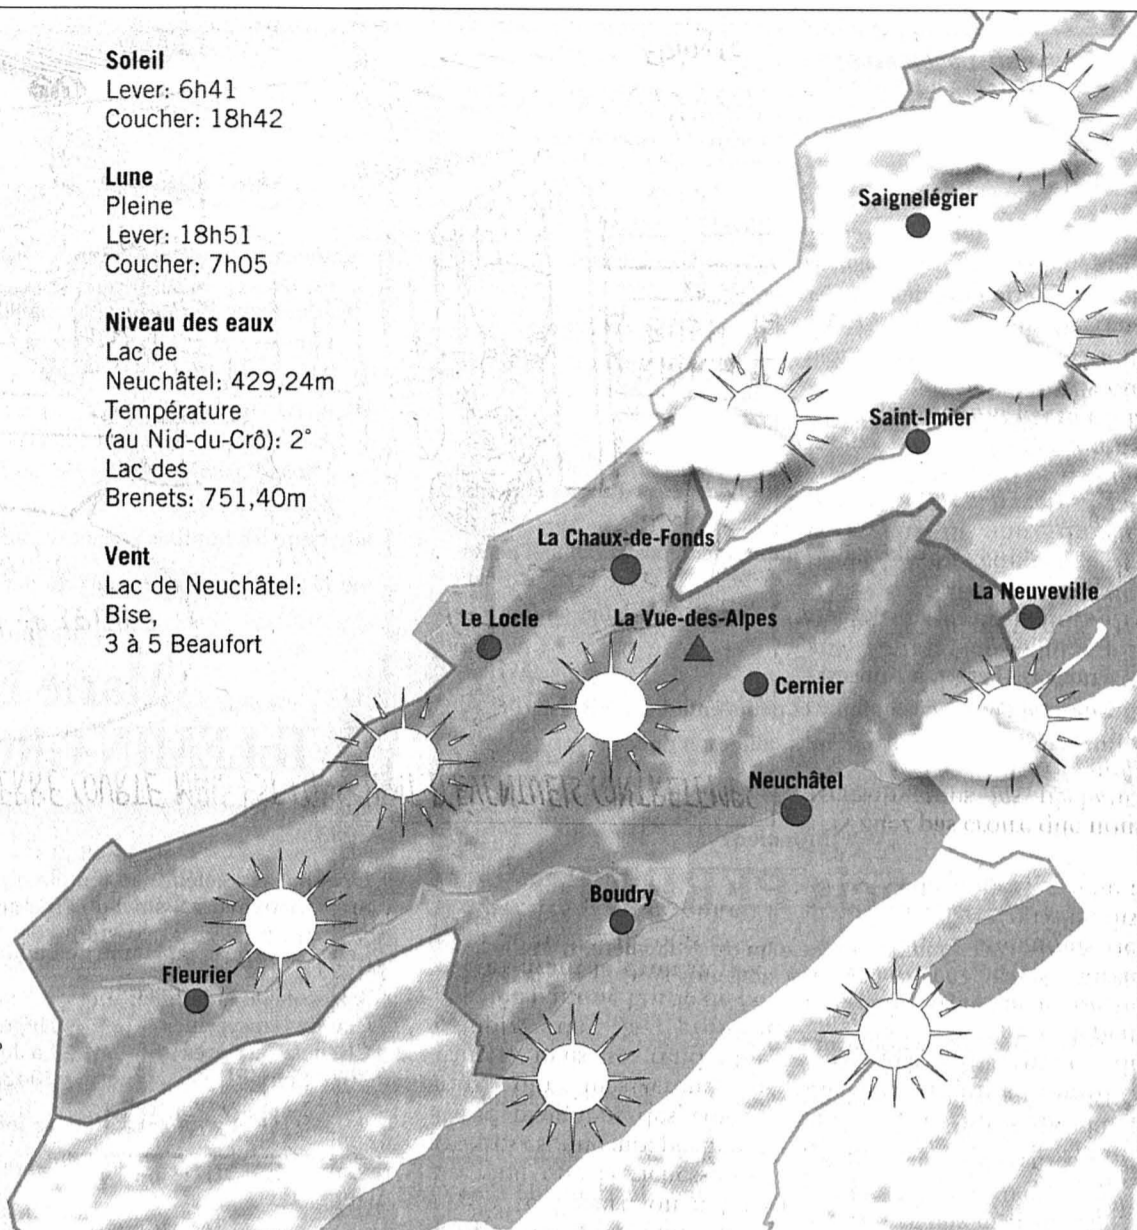 Soleil
Lever: 6h41
Coucher: 18h42
Lune
Pleine
Lever: 18h51
Coucher: 7h05
Niveau des eaux
Lac de
Neuchâtel: 429,24m
Température
(au Nid-du-Crô): 2°
Lac des
Brenets: 751,40m
Vent
Lac de Neuchâtel:
Bise,
3 à 5 Beaufort
Saignelégier
Saint-Imier
La Chaux-de-Fonds
La Neuveville
Le Locle
La Vue-des-Alpes
Cernier
Neuchâtel
Boudry
Fleurier